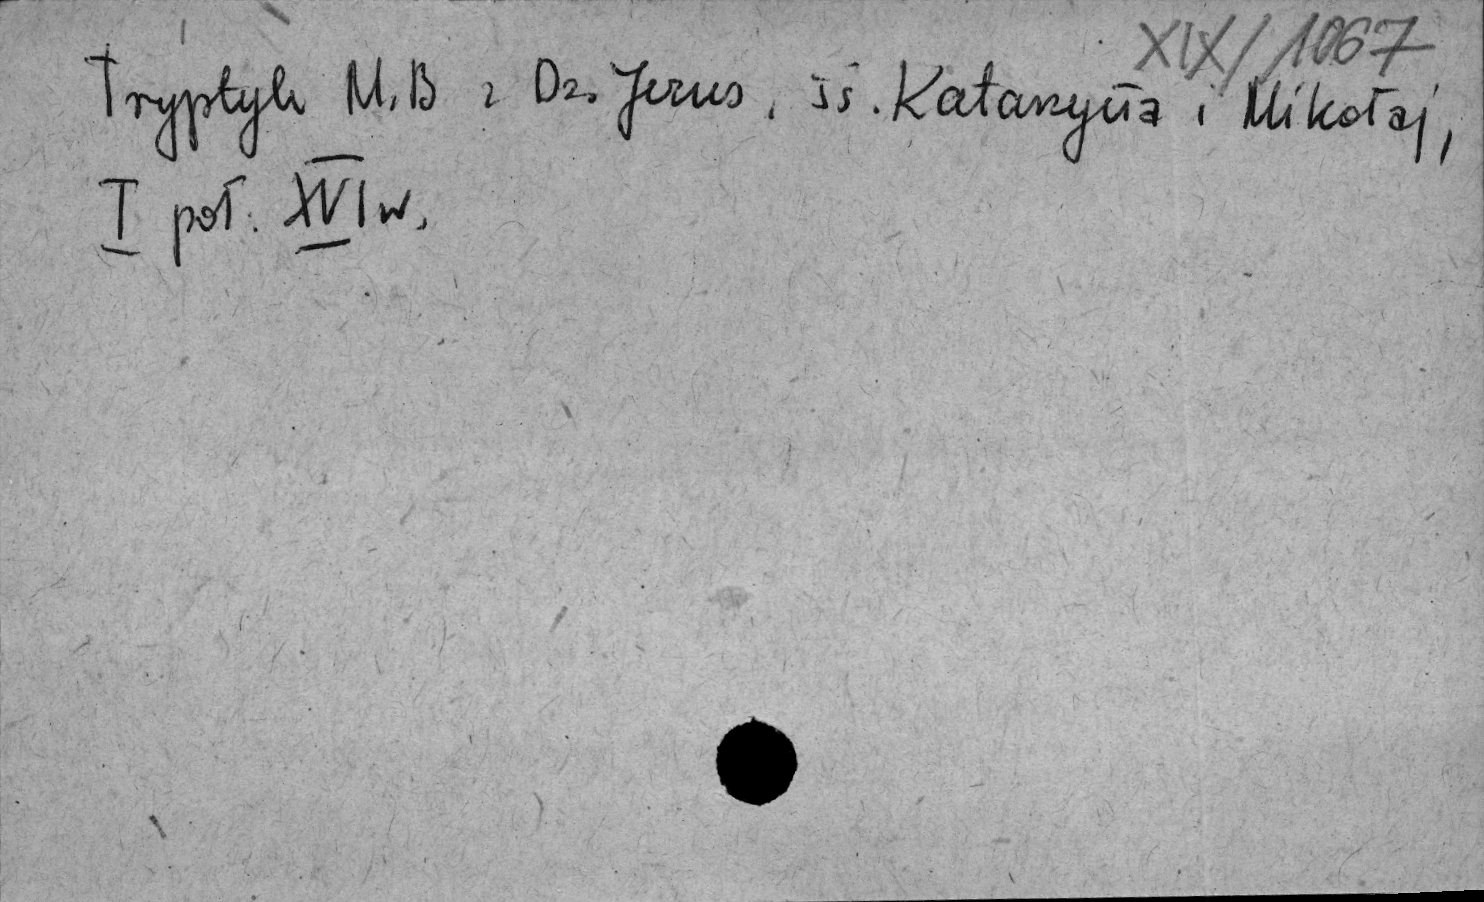 XIX/1067
Tryptyk M.B z Dz. Jezus, śś. Katarzyna i Mikołaj,
I poł. XVI w.